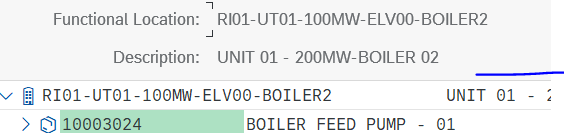 Functional Location: RI01-UT01-100MW-ELV00-BOILER2
Description: UNIT 01 - 200MW-BOILER 02
RI01-UT01-100MW-ELV00-BOILER2 UNIT 01 -
10003024 BOILER FEED PUMP - 01